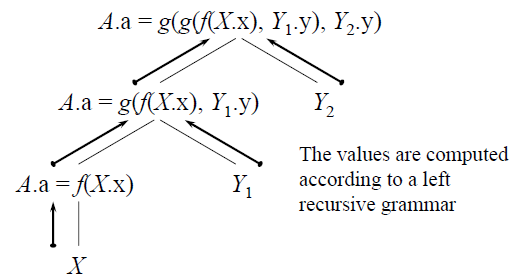 A.a = g(g(f(X.x), Y₁.y), Y₂.y)
A.a = g(f(X.x), Y₁.y)
Y₂
The values are computed
according to a left
recursive grammar
A.a = f(X.x)
Y₁
X